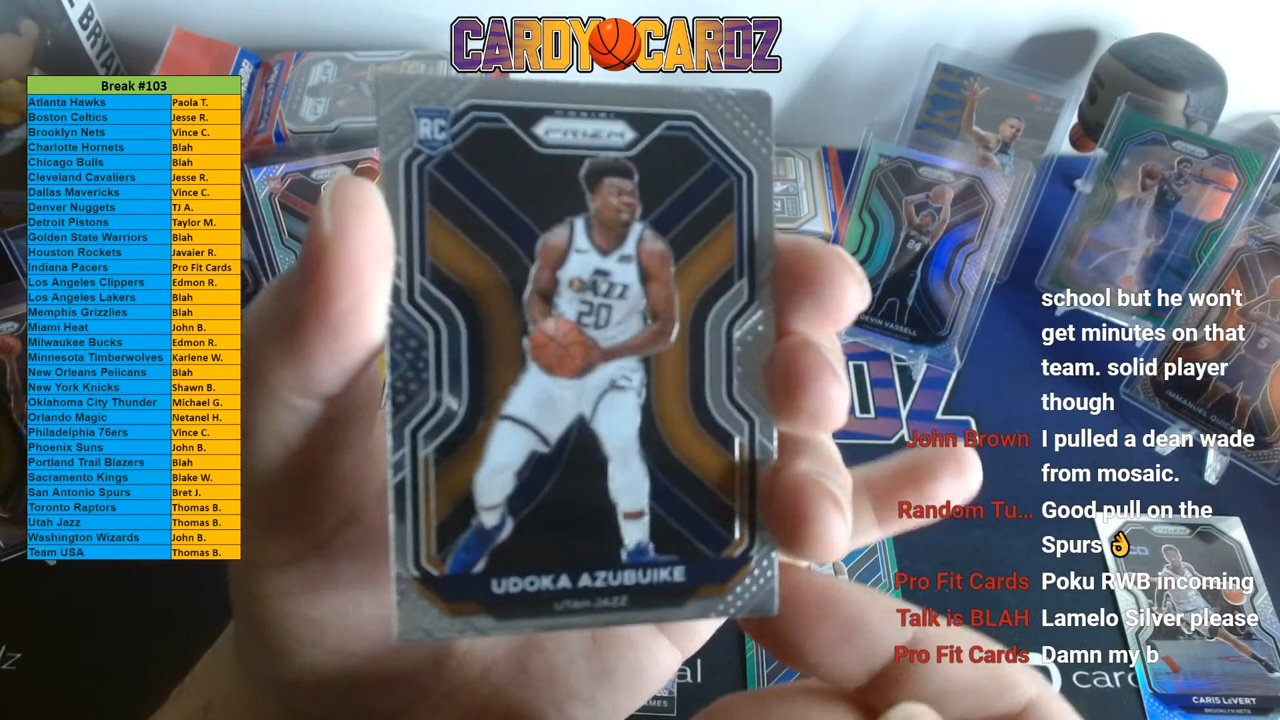 CARDY CARDZ
BRYAN
Break #103
Atlanta Hawks Paola T.
Boston Celtics Jesse R.
Brooklyn Nets Vince C.
Charlotte Hornets Blah
Chicago Bulls Blah
Cleveland Cavaliers Jesse R.
Dallas Mavericks Vince C.
Denver Nuggets TJ A.
Detroit Pistons Taylor M.
Golden State Warriors Blah
Houston Rockets Javaier R.
Indiana Pacers Pro Fit Cards
Los Angeles Clippers Edmon R.
Los Angeles Lakers Blah
Memphis Grizzlies Blah
Miami Heat John B.
Milwaukee Bucks Edmon R.
Minnesota Timberwolves Karlene W.
New Orleans Pelicans Blah
New York Knicks Shawn B.
Oklahoma City Thunder Michael G.
Orlando Magic Netanel H.
Philadelphia 76ers Vince C.
Phoenix Suns John B.
Portland Trail Blazers Blah
Sacramento Kings Blake W.
San Antonio Spurs Bret J.
Toronto Raptors Thomas B.
Utah Jazz Thomas B.
Washington Wizards John B.
Team USA Thomas B.
RC
PANINI
PRIZM
JAZZ
20
UDOKA AZUBUIKE
UTAH JAZZ
24
DEVIN VASSELL
5
school but he won't
get minutes on that
team. solid player
though
John Brown I pulled a dean wade
from mosaic.
Random Tu... Good pull on the
Spurs👌
Pro Fit Cards Poku RWB incoming
Talk is BLAH Lamelo Silver please
Pro Fit Cards Damn my b
CARIS LEVERT
BROOKLYN NETS